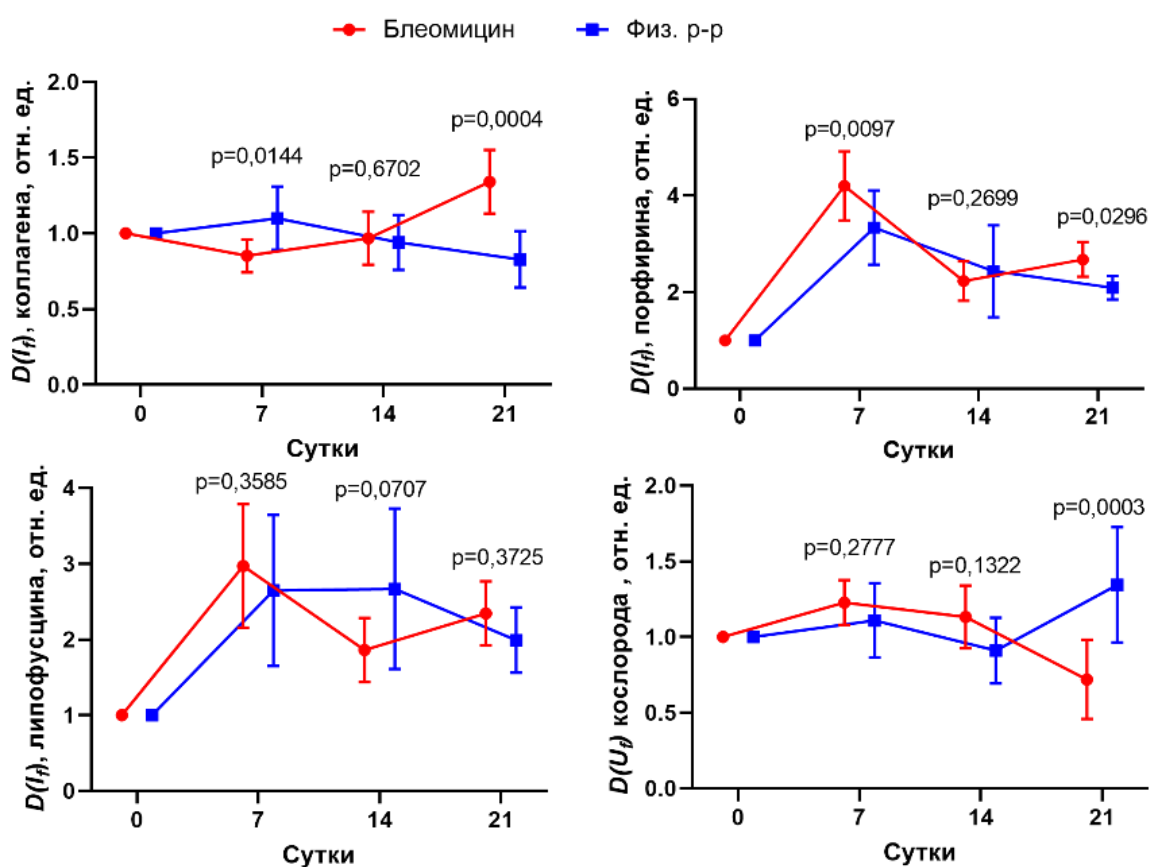 Блеомицин
Физ. р-р
D(I_f), коллагена, отн. ед.
2.0
1.5
1.0
0.5
0.0
p=0,0144
p=0,6702
p=0,0004
0
7
14
21
Сутки
D(I_f), порфирина, отн. ед.
6
4
2
0
p=0,0097
p=0,2699
p=0,0296
0
7
14
21
Сутки
D(I_f), липофусцина, отн. ед.
4
3
2
1
0
p=0,3585
p=0,0707
p=0,3725
0
7
14
21
Сутки
D(U_f) кослорода , отн. ед.
2.0
1.5
1.0
0.5
0.0
p=0,2777
p=0,1322
p=0,0003
0
7
14
21
Сутки